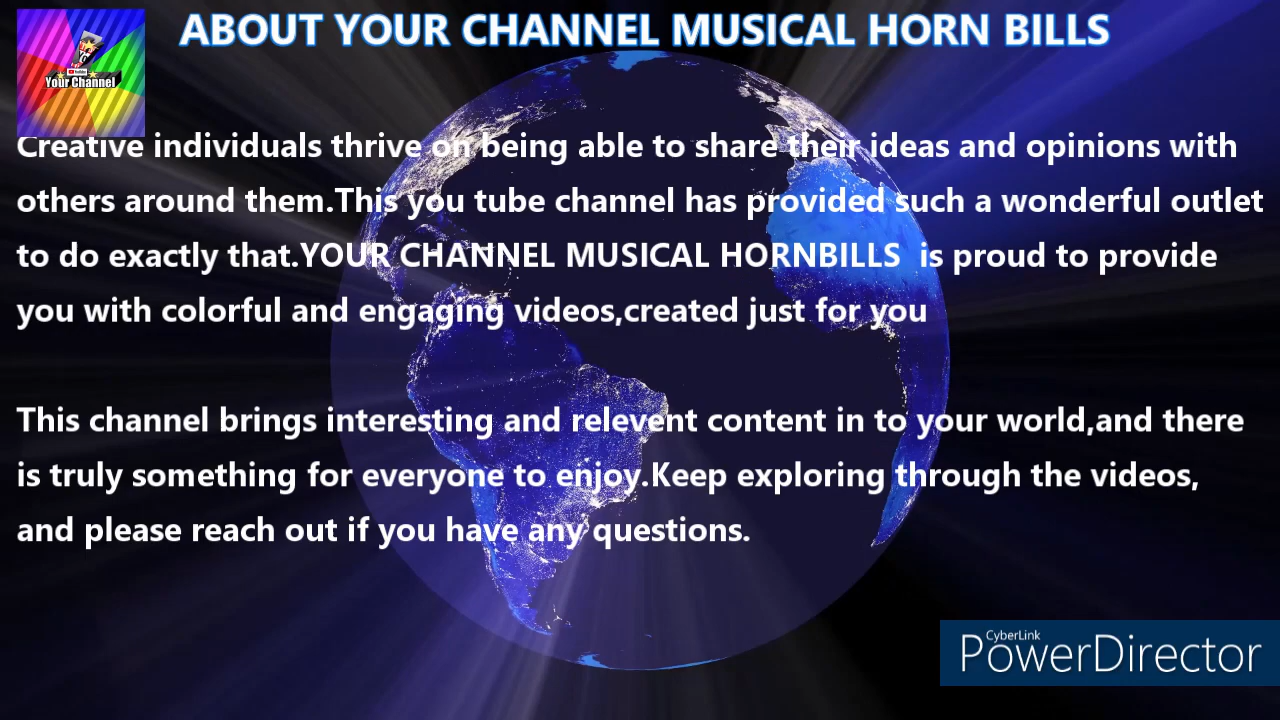 ABOUT YOUR CHANNEL MUSICAL HORN BILLS
YouTube
Your Channel
Creative individuals thrive on being able to share their ideas and opinions with
others around them.This you tube channel has provided such a wonderful outlet
to do exactly that.YOUR CHANNEL MUSICAL HORNBILLS is proud to provide
you with colorful and engaging videos,created just for you
This channel brings interesting and relevent content in to your world,and there
is truly something for everyone to enjoy.Keep exploring through the videos,
and please reach out if you have any questions.
CyberLink
PowerDirector